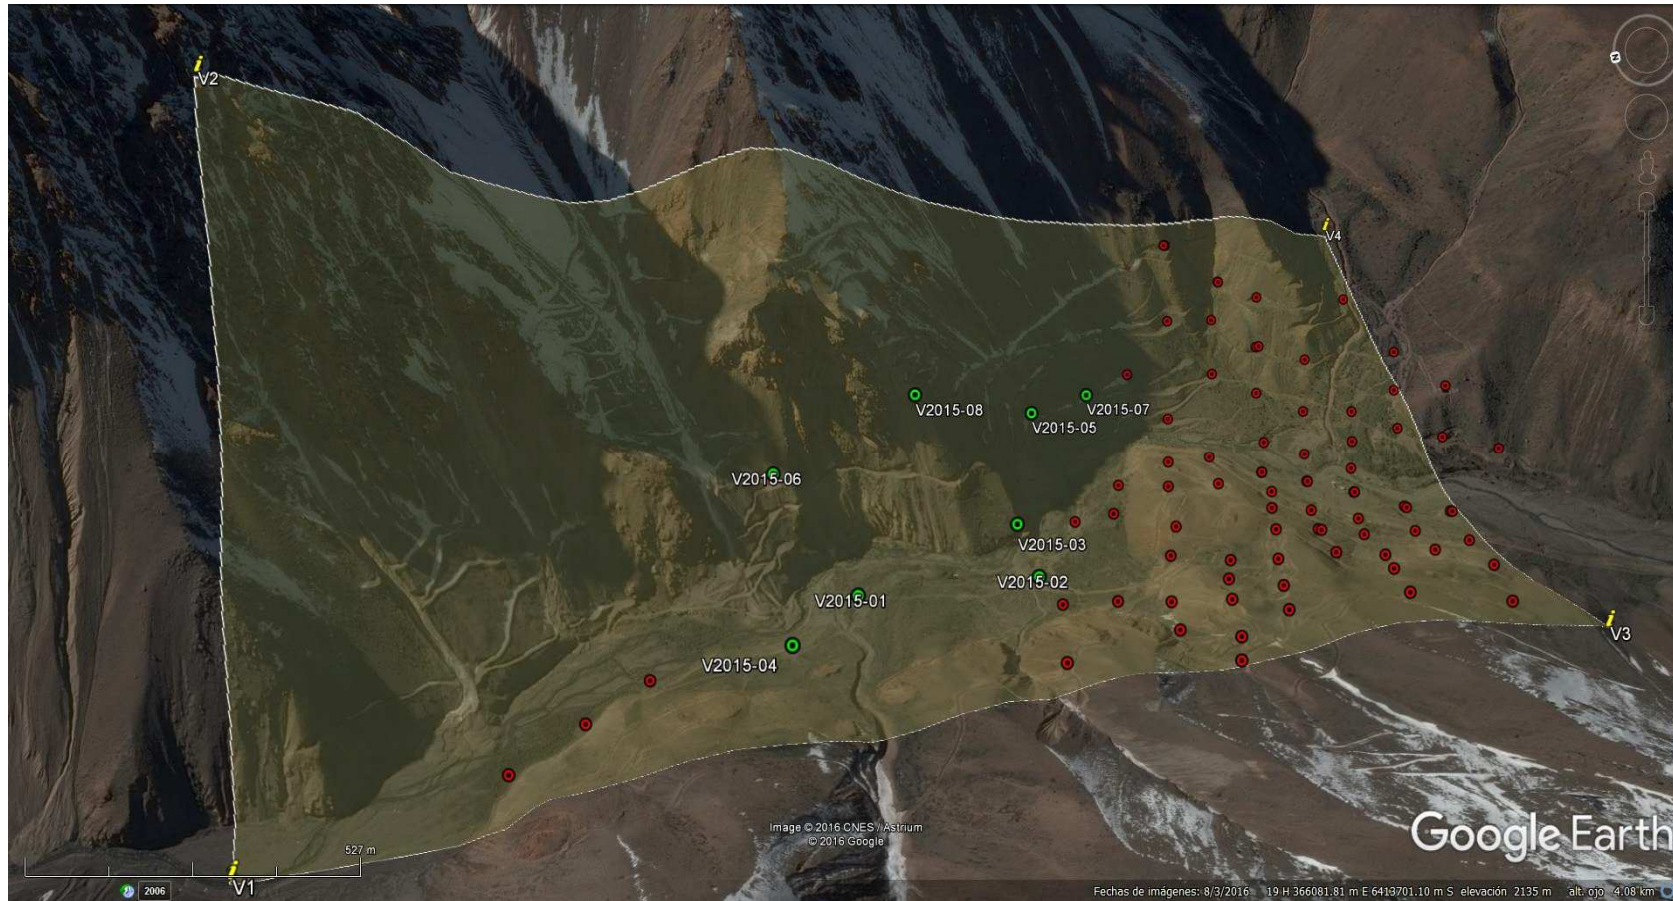 V2
V4
V2015-08
V2015-07
V2015-05
V2015-06
V2015-03
V2015-02
V2015-01
V3
V2015-04
Image © 2016 CNES / Astrium
© 2016 Google
Google Earth
527 m
V1
2006
Fechas de imágenes: 8/3/2016 19 H 366081.81 m E 6413701.10 m S elevación 2135 m alt. ojo 4.08 km